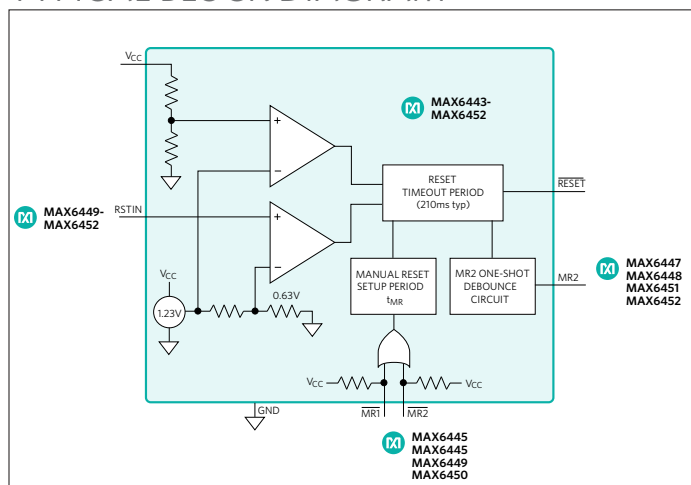 VCC
MAX6443-
MAX6452
RESET
TIMEOUT PERIOD
(210ms typ)
RESET
MAX6449-
MAX6452
RSTIN
MAX6447
MAX6448
MAX6451
MAX6452
VCC
MANUAL RESET
SETUP PERIOD
tMR
MR2 ONE-SHOT
DEBOUNCE
CIRCUIT
MR2
1.23V
0.63V
VCC
VCC
GND
MR1
MR2
MAX6445
MAX6445
MAX6449
MAX6450